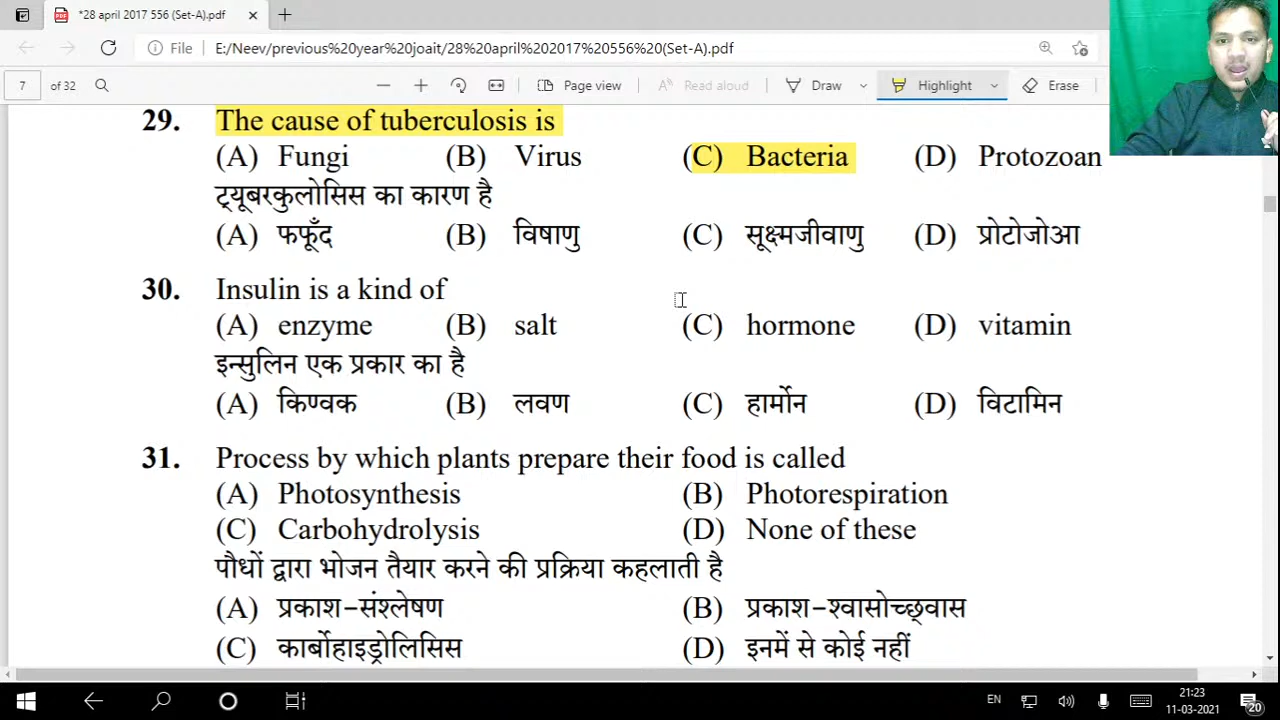 *28 april 2017 556 (Set-A).pdf
File E:/Neev/previous%20year%20joait/28%20april%202017%20556%20(Set-A).pdf
7 of 32 Page view Read aloud Draw Highlight Erase
29. The cause of tuberculosis is
(A) Fungi (B) Virus (C) Bacteria (D) Protozoan
ट्यूबरकुलोसिस का कारण है
(A) फफूँद (B) विषाणु (C) सूक्ष्मजीवाणु (D) प्रोटोजोआ
30. Insulin is a kind of
(A) enzyme (B) salt (C) hormone (D) vitamin
इन्सुलिन एक प्रकार का है
(A) किण्वक (B) लवण (C) हार्मोन (D) विटामिन
31. Process by which plants prepare their food is called
(A) Photosynthesis (B) Photorespiration
(C) Carbohydrolysis (D) None of these
पौधों द्वारा भोजन तैयार करने की प्रक्रिया कहलाती है
(A) प्रकाश-संश्लेषण (B) प्रकाश-श्वासोच्छ्वास
(C) कार्बोहाइड्रोलिसिस (D) इनमें से कोई नहीं
EN 21:23
11-03-2021 20